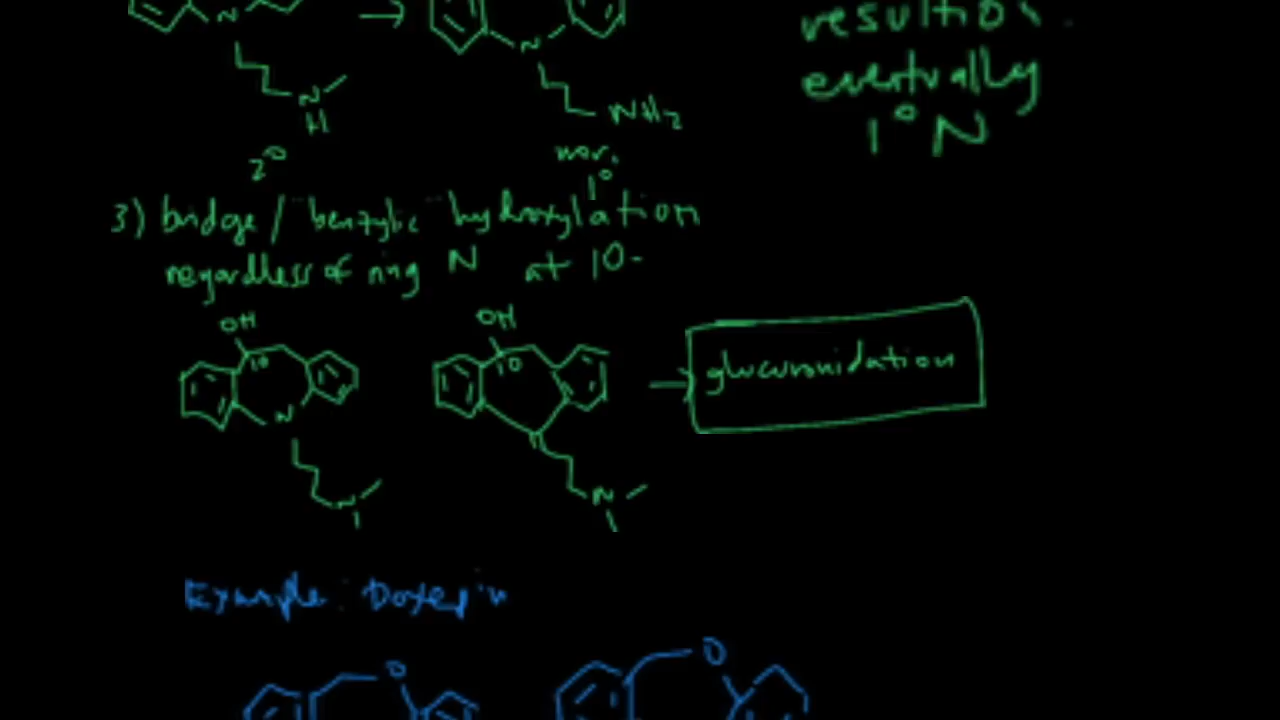 resulting
eventually
1° N
N
N
N
H
NH2
2°
nor.
1°
3) bridge / benzylic hydroxylation
regardless of ring N at 10-
OH
10
N
N
OH
10
N
glucuronidation
Example: Doxepin
O
O